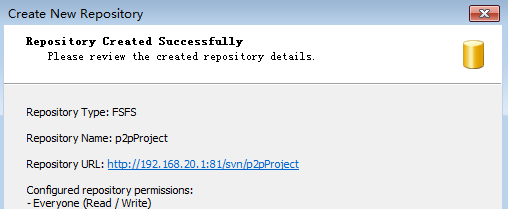 Create New Repository
Repository Created Successfully
Please review the created repository details.
Repository Type: FSFS
Repository Name: p2pProject
Repository URL: http://192.168.20.1:81/svn/p2pProject
Configured repository permissions:
- Everyone (Read / Write)